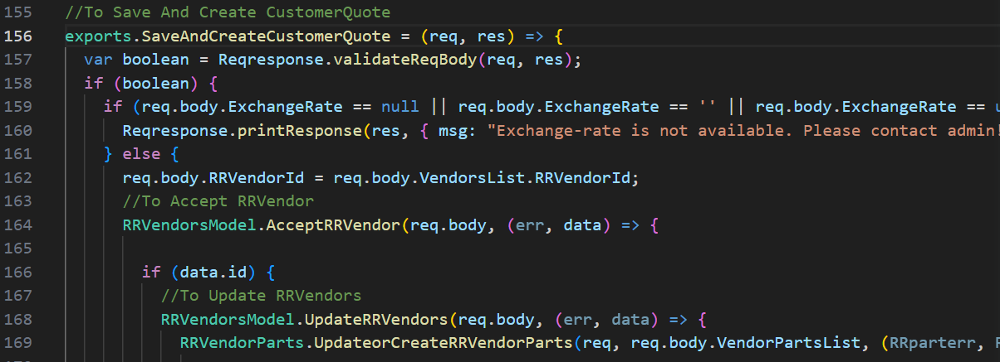 155 //To Save And Create CustomerQuote
156 exports.SaveAndCreateCustomerQuote = (req, res) => {
157 var boolean = Reqresponse.validateReqBody(req, res);
158 if (boolean) {
159 if (req.body.ExchangeRate == null || req.body.ExchangeRate == '' || req.body.ExchangeRate ==
160 Reqresponse.printResponse(res, { msg: "Exchange-rate is not available. Please contact admin!
161 } else {
162 req.body.RRVendorId = req.body.VendorsList.RRVendorId;
163 //To Accept RRVendor
164 RRVendorsModel.AcceptRRVendor(req.body, (err, data) => {
165
166 if (data.id) {
167 //To Update RRVendors
168 RRVendorsModel.UpdateRRVendors(req.body, (err, data) => {
169 RRVendorParts.UpdateorCreateRRVendorParts(req, req.body.VendorPartsList, (RRparterr,